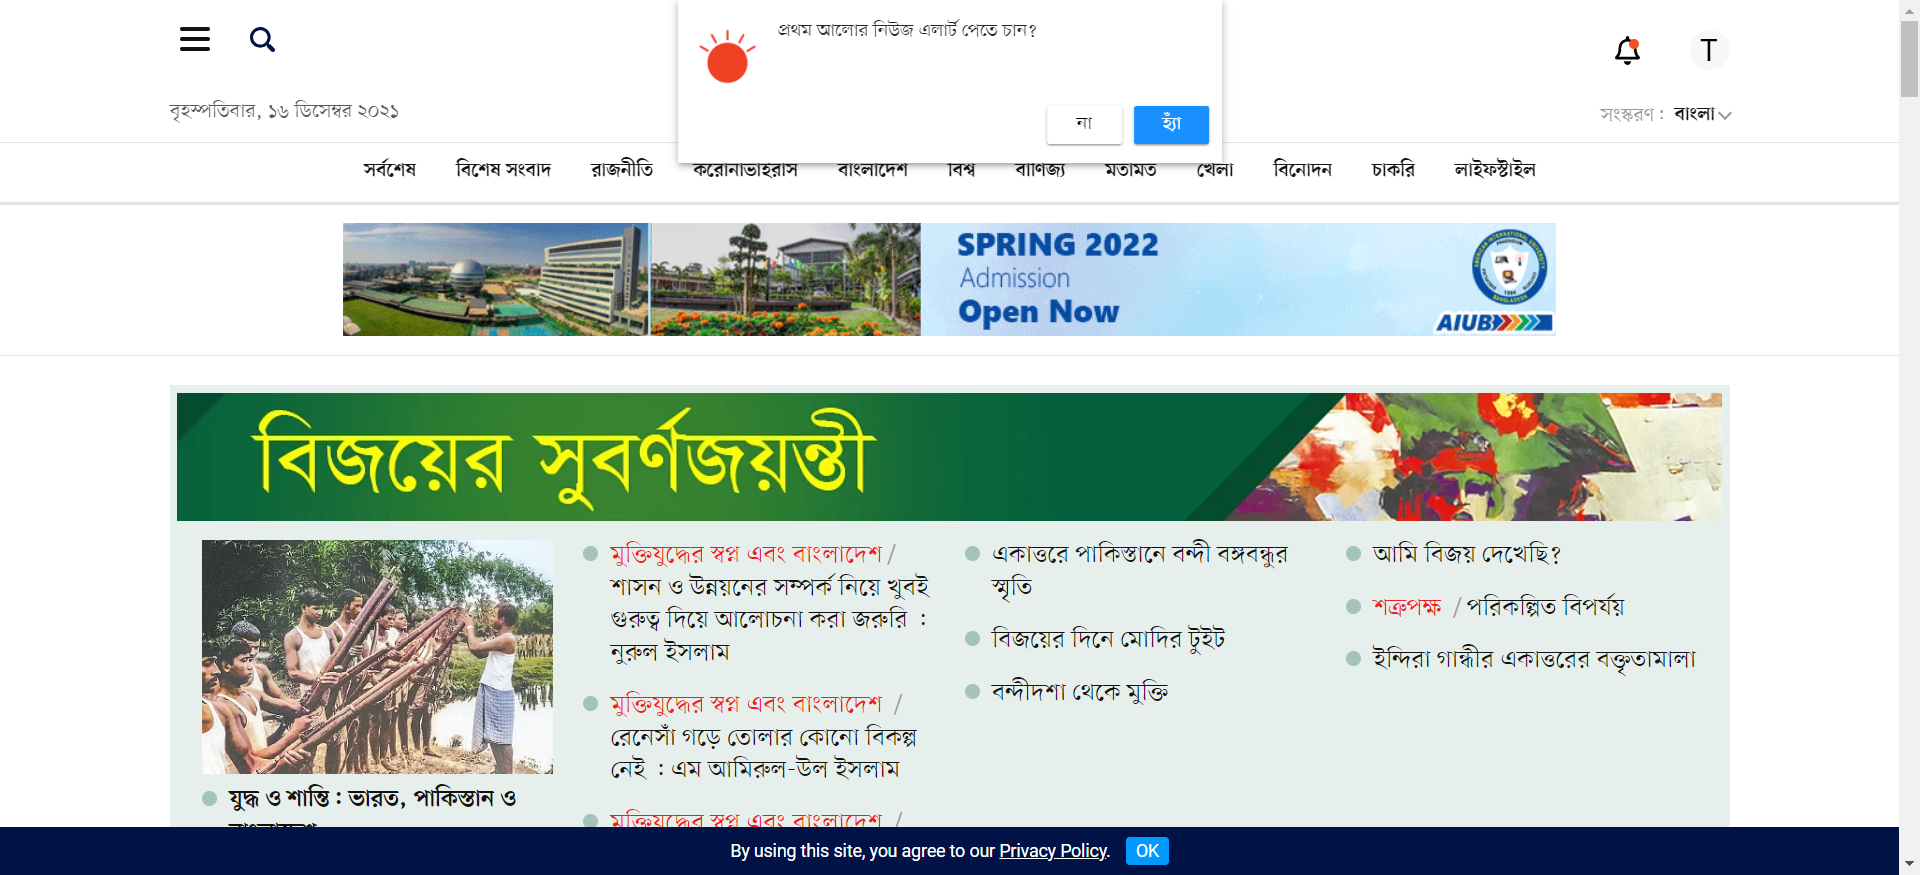 প্রথম আলোর নিউজ এলার্ট পেতে চান?
না
হ্যাঁ
T
বৃহস্পতিবার, ১৬ ডিসেম্বর ২০২১
সংস্করণ : বাংলা
সর্বশেষ বিশেষ সংবাদ রাজনীতি করোনাভাইরাস বাংলাদেশ বিশ্ব বাণিজ্য মতামত খেলা বিনোদন চাকরি লাইফস্টাইল
SPRING 2022
Admission
Open Now
AIUB
বিজয়ের সুবর্ণজয়ন্তী
যুদ্ধ ও শান্তি : ভারত, পাকিস্তান ও
মুক্তিযুদ্ধের স্বপ্ন এবং বাংলাদেশ /
শাসন ও উন্নয়নের সম্পর্ক নিয়ে খুবই
গুরুত্ব দিয়ে আলোচনা করা জরুরি :
নুরুল ইসলাম
মুক্তিযুদ্ধের স্বপ্ন এবং বাংলাদেশ /
রেনেসাঁ গড়ে তোলার কোনো বিকল্প
নেই : এম আমিরুল-উল ইসলাম
মুক্তিযুদ্ধের স্বপ্ন এবং বাংলাদেশ /
একাত্তরে পাকিস্তানে বন্দী বঙ্গবন্ধুর
স্মৃতি
বিজয়ের দিনে মোদির টুইট
বন্দীদশা থেকে মুক্তি
আমি বিজয় দেখেছি?
শত্রুপক্ষ / পরিকল্পিত বিপর্যয়
ইন্দিরা গান্ধীর একাত্তরের বক্তৃতামালা
By using this site, you agree to our Privacy Policy. OK